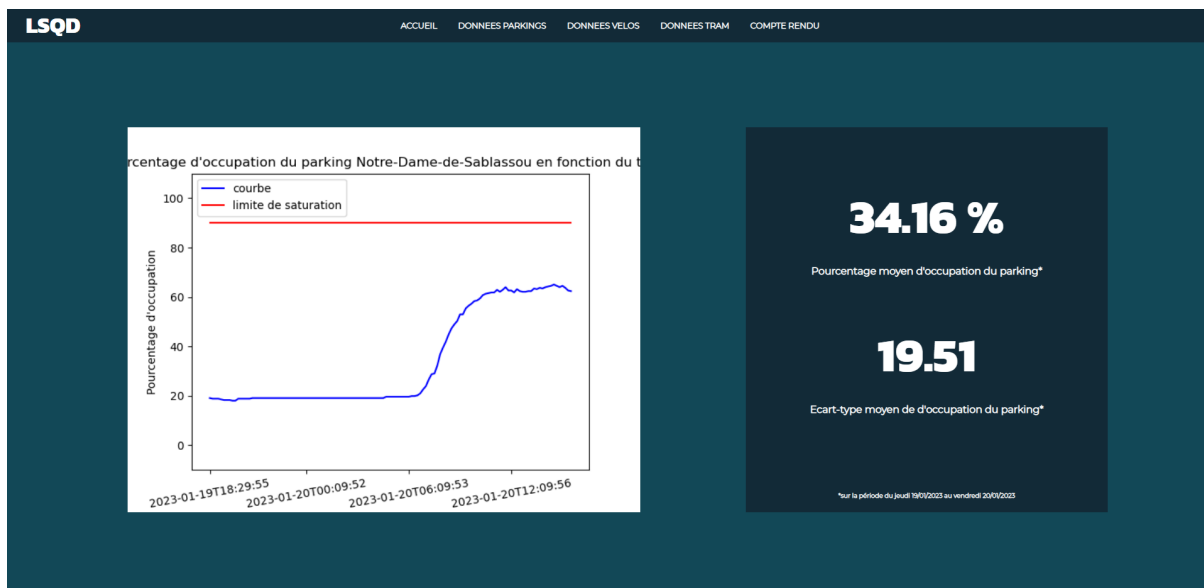 LSQD
ACCUEIL DONNEES PARKINGS DONNEES VELOS DONNEES TRAM COMPTE RENDU
rcentage d'occupation du parking Notre-Dame-de-Sablassou en fonction du t
courbe
limite de saturation
Pourcentage d'occupation
100
80
60
40
20
0
2023-01-19T18:29:55
2023-01-20T00:09:52
2023-01-20T06:09:53
2023-01-20T12:09:56
34.16 %
Pourcentage moyen d'occupation du parking*
19.51
Ecart-type moyen de d'occupation du parking*
*sur la période du jeudi 19/01/2023 au vendredi 20/01/2023